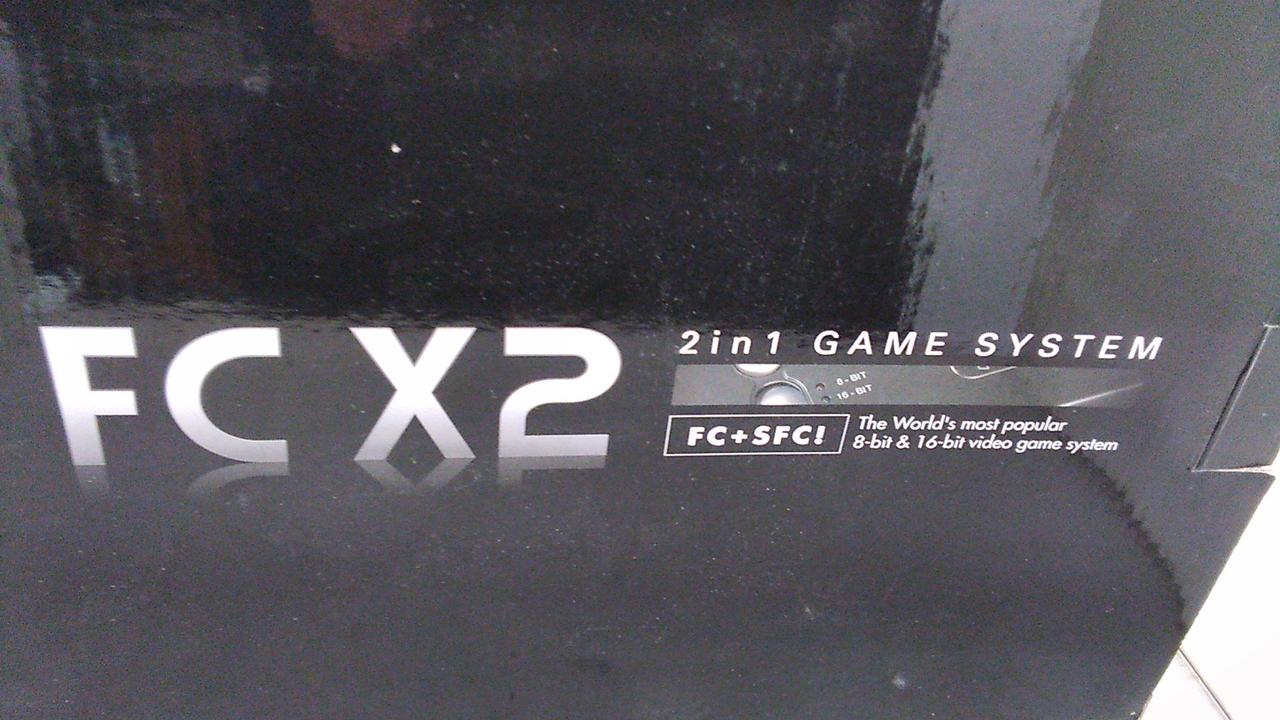 FC X2
2in1 GAME SYSTEM
8-BIT
16-BIT
FC+SFC!
The World's most popular
8-bit & 16-bit video game system